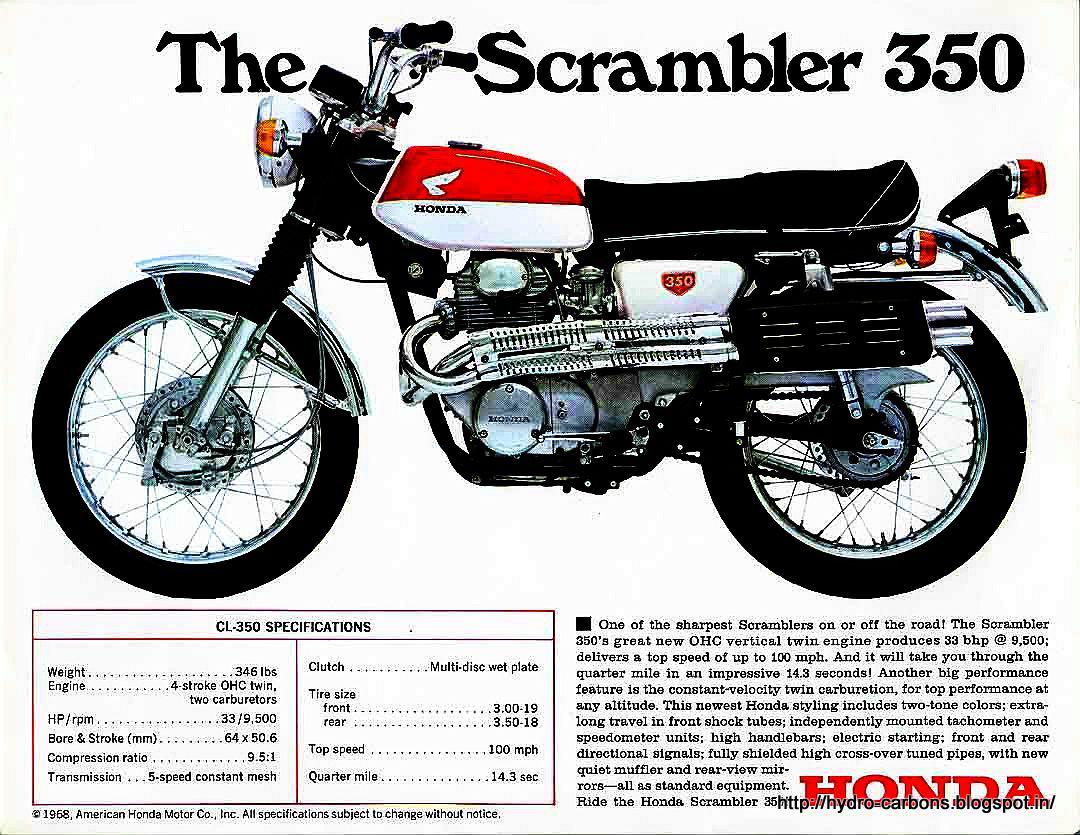 The Scrambler 350
HONDA
350
HONDA
CL-350 SPECIFICATIONS
Weight....................346 lbs
Engine...........4-stroke OHC twin,
two carburetors
HP/rpm................33/9,500
Bore & Stroke (mm).........64 x 50.6
Compression ratio............9.5:1
Transmission...5-speed constant mesh
Clutch...........Multi-disc wet plate
Tire size
front.................3.00-19
rear..................3.50-18
Top speed................100 mph
Quarter mile...............14.3 sec
© 1968, American Honda Motor Co., Inc. All specifications subject to change without notice.
■ One of the sharpest Scramblers on or off the road! The Scrambler
350's great new OHC vertical twin engine produces 33 bhp @ 9,500;
delivers a top speed of up to 100 mph. And it will take you through the
quarter mile in an impressive 14.3 seconds! Another big performance
feature is the constant-velocity twin carburetion, for top performance at
any altitude. This newest Honda styling includes two-tone colors; extra-
long travel in front shock tubes; independently mounted tachometer and
speedometer units; high handlebars; electric starting; front and rear
directional signals; fully shielded high cross-over tuned pipes, with new
quiet muffler and rear-view mir-
rors—all as standard equipment.
Ride the Honda Scrambler 350!
HONDA
http://hydro-carbons.blogspot.in/